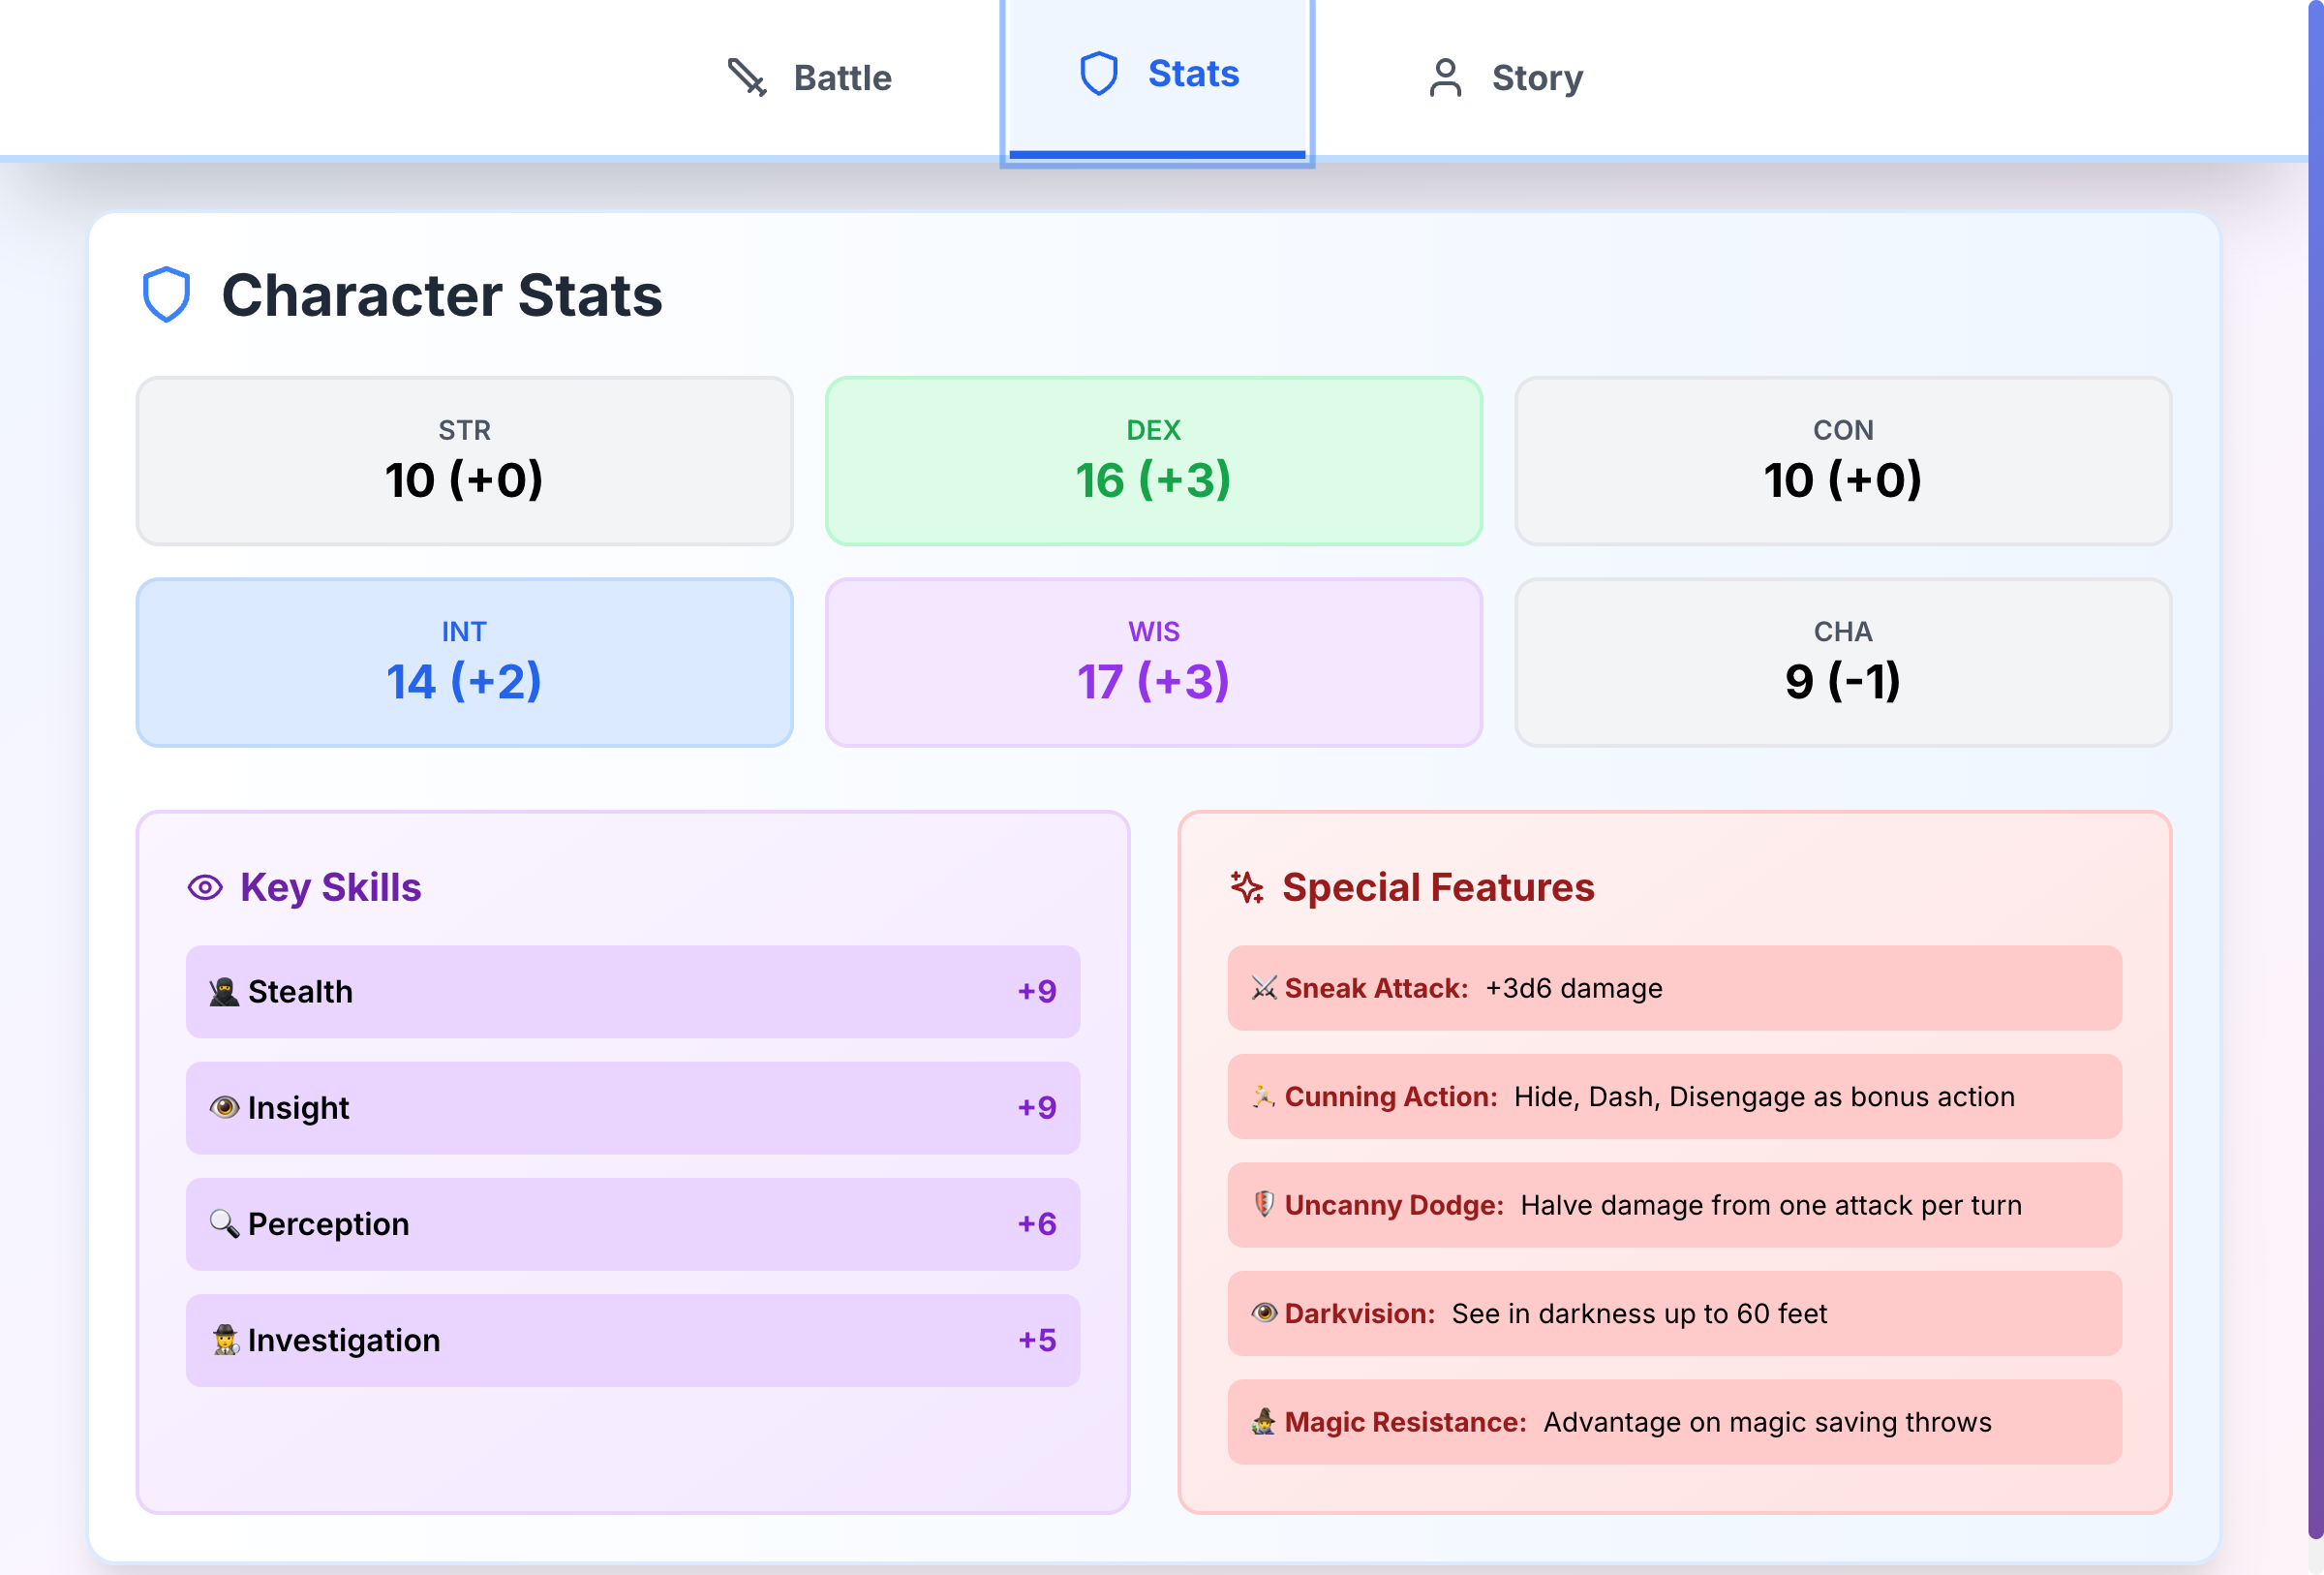 Battle
Stats
Story
Character Stats
STR
10 (+0)
DEX
16 (+3)
CON
10 (+0)
INT
14 (+2)
WIS
17 (+3)
CHA
9 (-1)
Key Skills
Stealth +9
Insight +9
Perception +6
Investigation +5
Special Features
Sneak Attack: +3d6 damage
Cunning Action: Hide, Dash, Disengage as bonus action
Uncanny Dodge: Halve damage from one attack per turn
Darkvision: See in darkness up to 60 feet
Magic Resistance: Advantage on magic saving throws